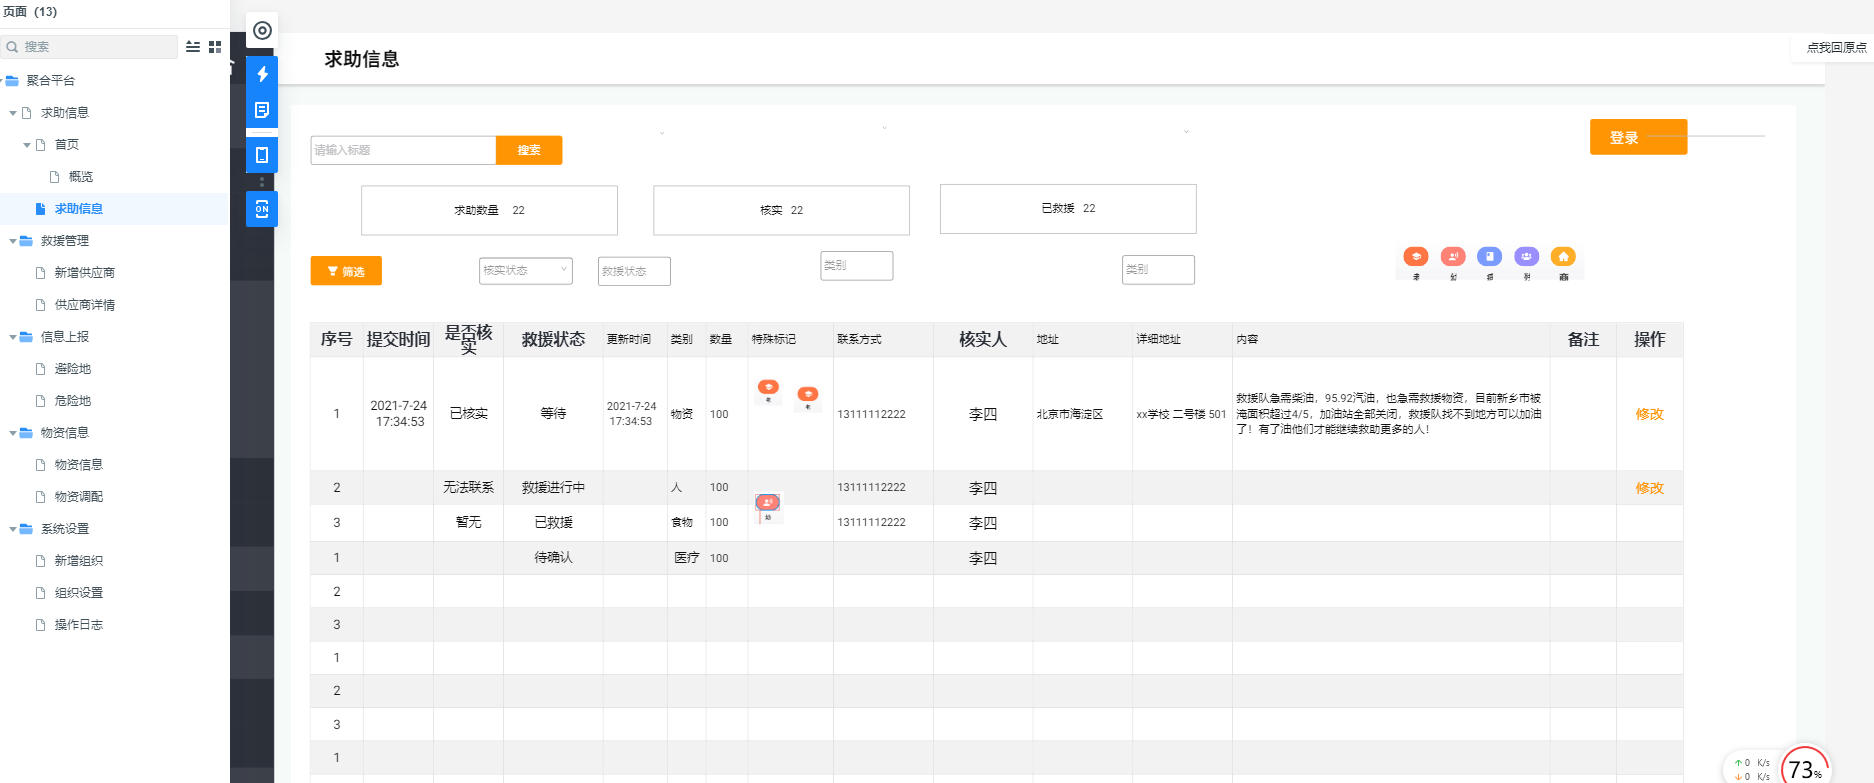 页面 (13)
搜索
聚合平台
求助信息
首页
概览
求助信息
救援管理
新增供应商
供应商详情
信息上报
避险地
危险地
物资信息
物资信息
物资调配
系统设置
新增组织
组织设置
操作日志
ON
求助信息
点我回原点
请输入标题 搜索
登录
求助数量 22 核实 22 已救援 22
筛选 核实状态 救援状态 类别 类别
序号 提交时间 是否核实 救援状态 更新时间 类别 数量 特殊标记 联系方式 核实人 地址 详细地址 内容 备注 操作
1 2021-7-24 17:34:53 已核实 等待 2021-7-24 17:34:53 物资 100 13111112222 李四 北京市海淀区 xx学校 二号楼 501
救援队急需柴油，95.92汽油，也急需救援物资，目前新乡市被
淹面积超过4/5，加油站全部关闭，救援队找不到地方可以加油
了！有了油他们才能继续救助更多的人！
修改
2 无法联系 救援进行中 人 100 13111112222 李四 修改
3 暂无 已救援 食物 100 13111112222 李四
1 待确认 医疗 100 李四
2
3
1
2
3
1
0 K/s
0 K/s
73%